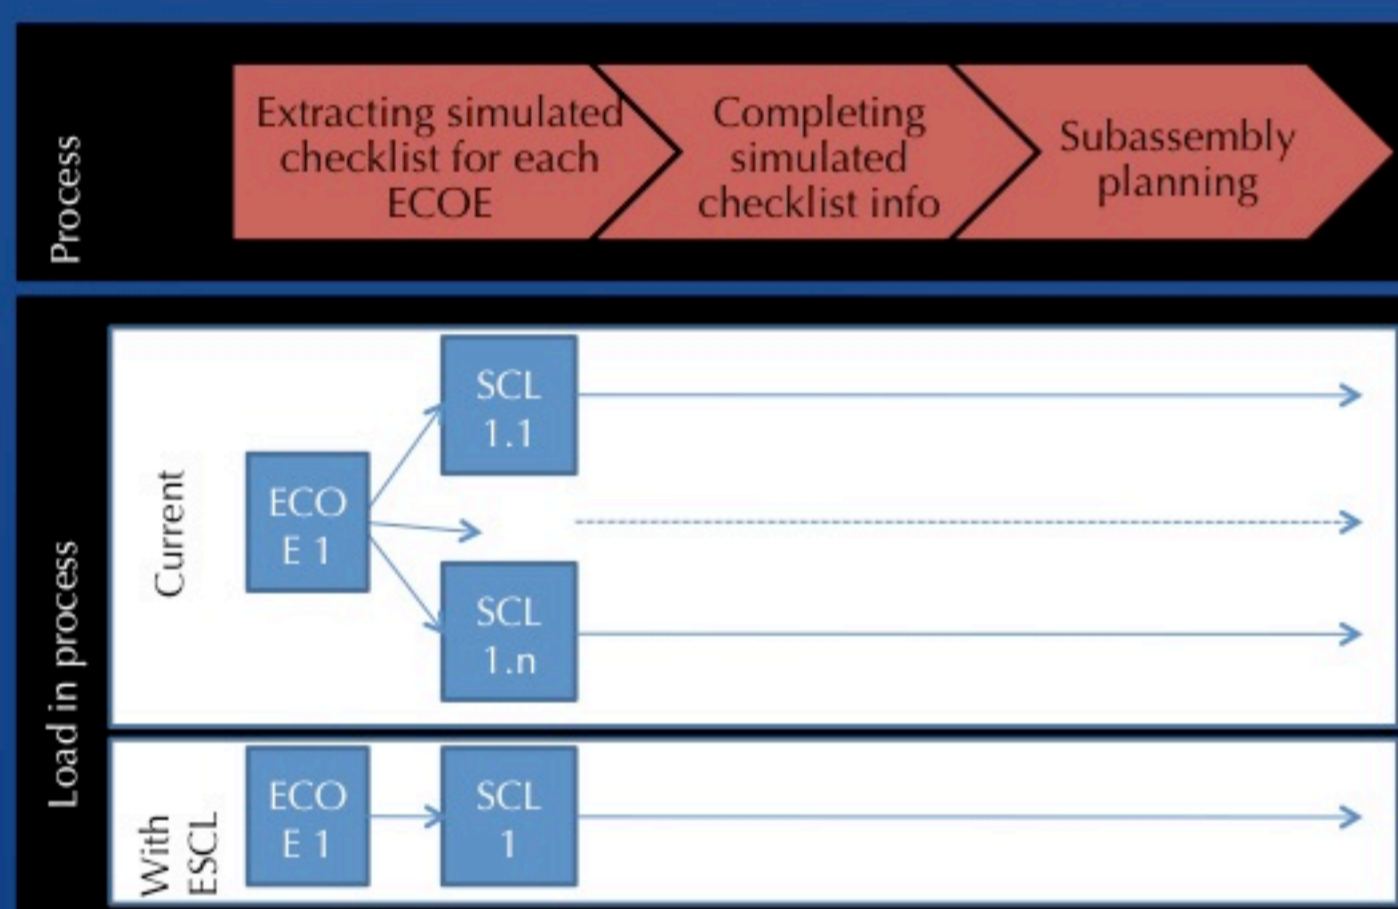 Process
Extracting simulated
checklist for each
ECOE
Completing
simulated
checklist info
Subassembly
planning
Load in process
Current
ECO
E 1
SCL
1.1
SCL
1.n
With
ESCL
ECO
E 1
SCL
1